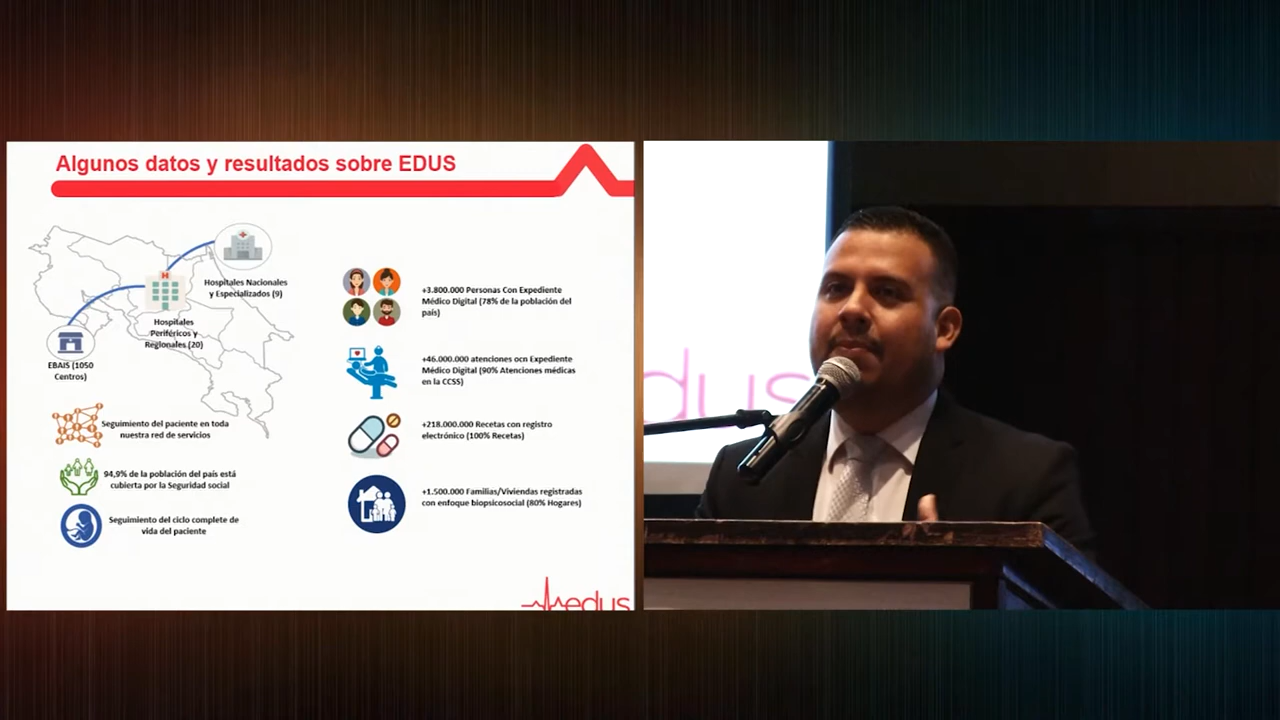 Algunos datos y resultados sobre EDUS
Hospitales Nacionales
y Especializados (9)
H
Hospitales
Periféricos y
Regionales (20)
EBAIS (1050
Centros)
Seguimiento del paciente en toda
nuestra red de servicios
94,9% de la población del país está
cubierta por la Seguridad social
Seguimiento del ciclo complete de
vida del paciente
+3.800.000 Personas Con Expediente
Médico Digital (78% de la población del
país)
+46.000.000 atenciones ocn Expediente
Médico Digital (90% Atenciones médicas
en la CCSS)
+218.000.000 Recetas con registro
electrónico (100% Recetas)
+1.500.000 Familias/Viviendas registradas
con enfoque biopsicosocial (80% Hogares)
edus
edus